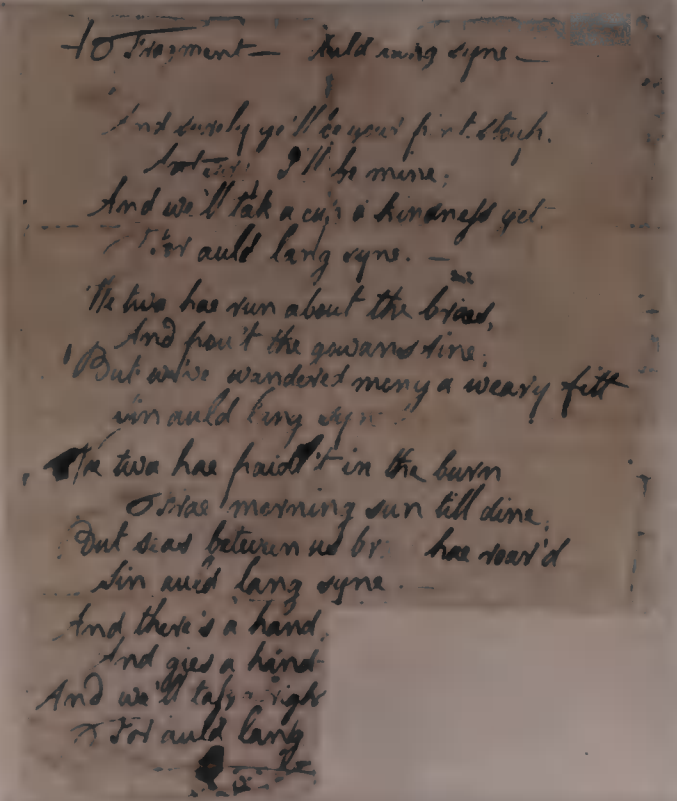 Fragment — Auld lang syne —
And surely ye'll be your pint stoup.
And I'll be mine;
And we'll tak a cup o kindness yet
For auld lang syne. —
We twa hae run about the braes,
And pou't the gowans fine;
But we've wandered mony a weary fitt
Sin auld lang syne
We twa hae paidl't in the burn
Frae morning sun till dine;
But seas between us br hae roar'd
Sin auld lang syne
And there's a hand
And gies a hand
And we'll tak right
For auld lang